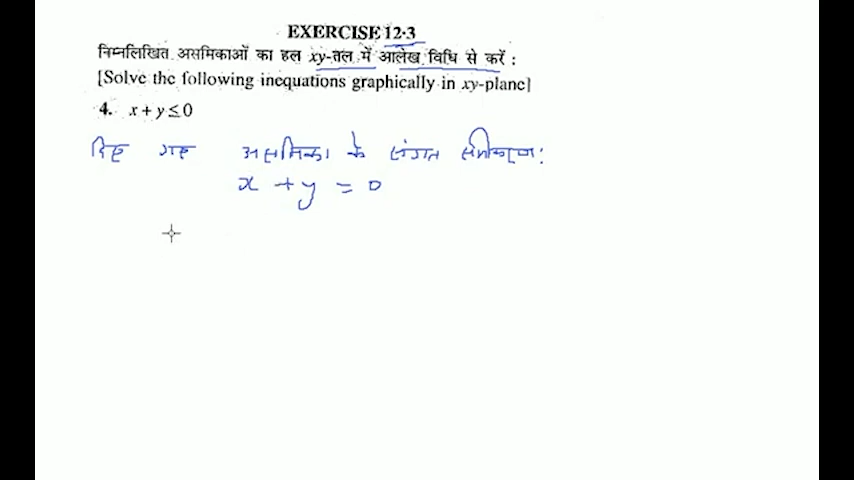 EXERCISE 12·3
निम्नलिखित असमिकाओं का हल xy-तल में आलेख विधि से करें :
[Solve the following inequations graphically in xy-plane]
4. x + y ≤ 0
दिए गए असमिका के संगत समीकरण:
x + y = 0